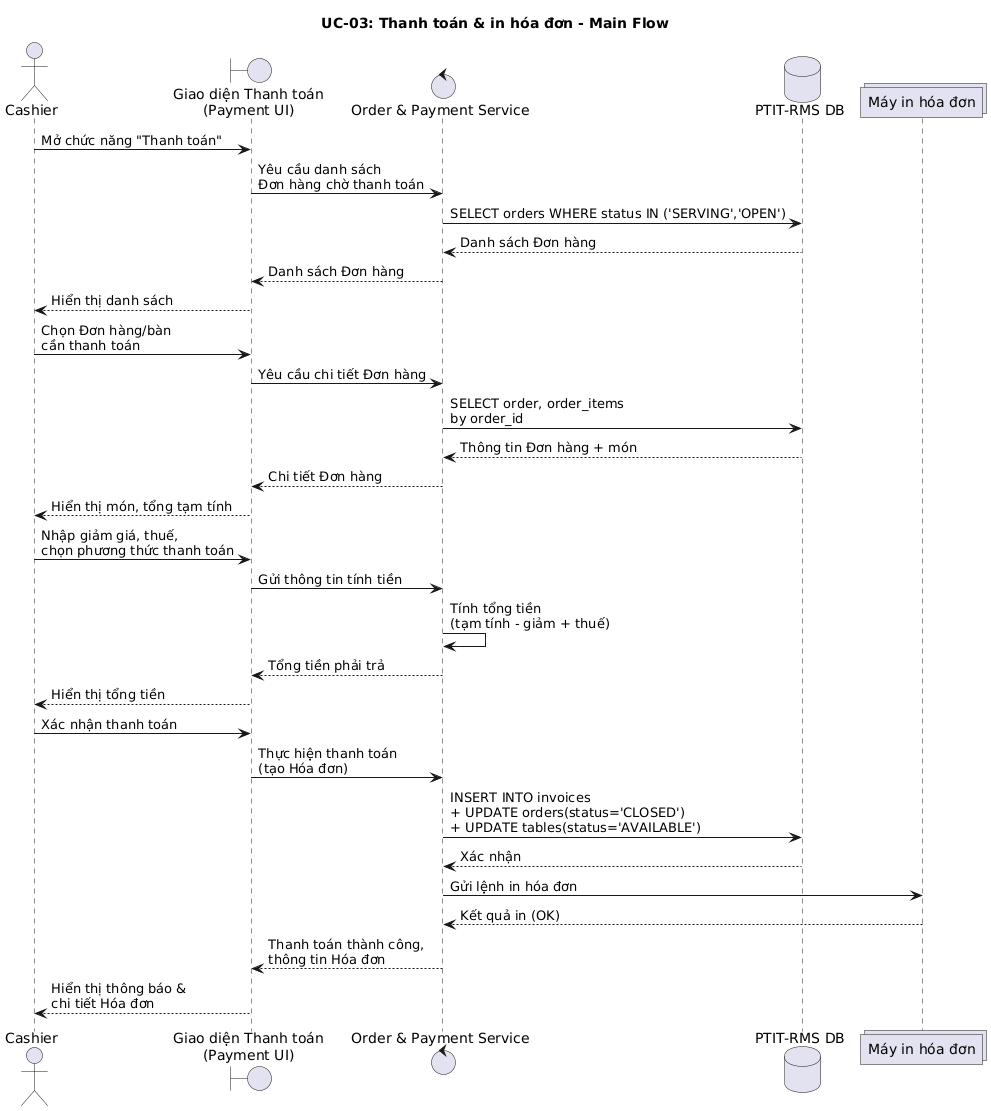 UC-03: Thanh toán & in hóa đơn - Main Flow
Cashier
Giao diện Thanh toán
(Payment UI)
Order & Payment Service
PTIT-RMS DB
Máy in hóa đơn
Mở chức năng "Thanh toán"
Yêu cầu danh sách
Đơn hàng chờ thanh toán
SELECT orders WHERE status IN ('SERVING','OPEN')
Danh sách Đơn hàng
Danh sách Đơn hàng
Hiển thị danh sách
Chọn Đơn hàng/bàn
cần thanh toán
Yêu cầu chi tiết Đơn hàng
SELECT order, order_items
by order_id
Thông tin Đơn hàng + món
Chi tiết Đơn hàng
Hiển thị món, tổng tạm tính
Nhập giảm giá, thuế,
chọn phương thức thanh toán
Gửi thông tin tính tiền
Tính tổng tiền
(tạm tính - giảm + thuế)
Tổng tiền phải trả
Hiển thị tổng tiền
Xác nhận thanh toán
Thực hiện thanh toán
(tạo Hóa đơn)
INSERT INTO invoices
+ UPDATE orders(status='CLOSED')
+ UPDATE tables(status='AVAILABLE')
Xác nhận
Gửi lệnh in hóa đơn
Kết quả in (OK)
Thanh toán thành công,
thông tin Hóa đơn
Hiển thị thông báo &
chi tiết Hóa đơn
Cashier
Giao diện Thanh toán
(Payment UI)
Order & Payment Service
PTIT-RMS DB
Máy in hóa đơn